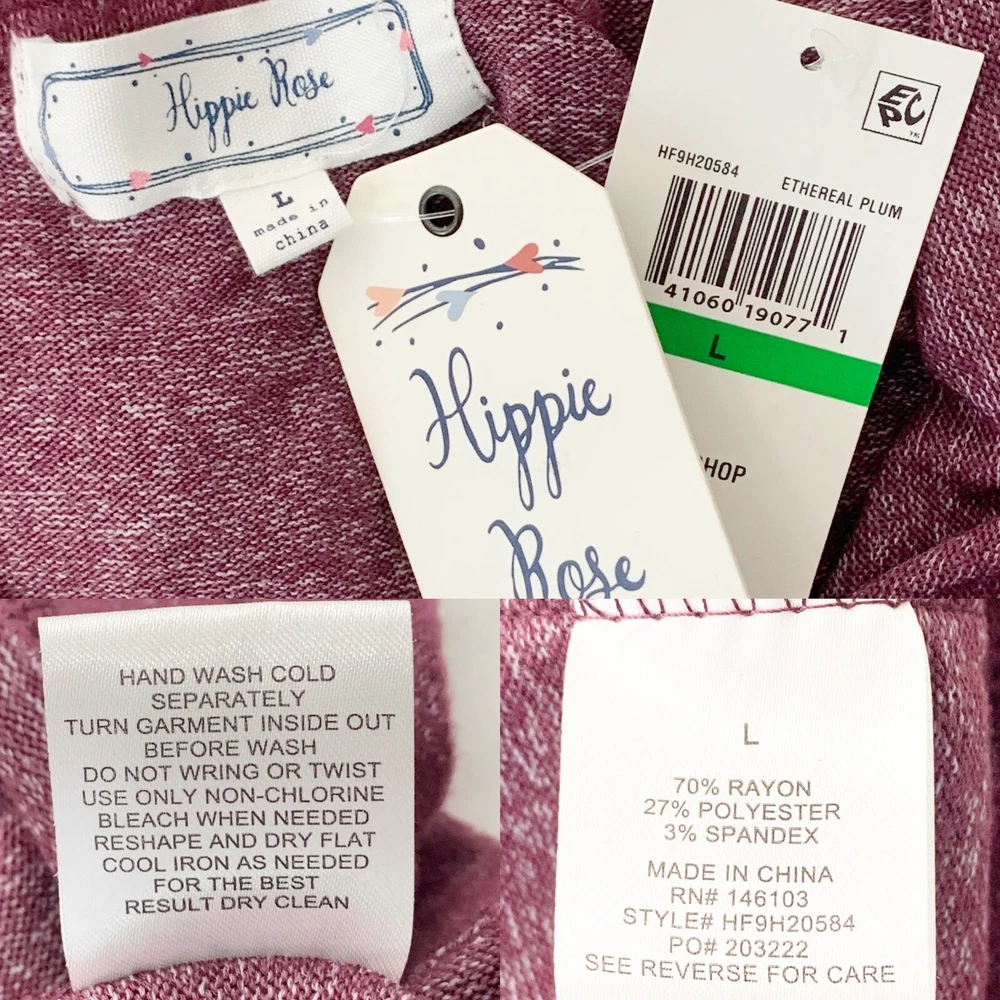 Hippie Rose
L
made in
china
Hippie
Rose
EPC
HF9H20584
ETHEREAL PLUM
41060 19077 1
L
HOP
HAND WASH COLD
SEPARATELY
TURN GARMENT INSIDE OUT
BEFORE WASH
DO NOT WRING OR TWIST
USE ONLY NON-CHLORINE
BLEACH WHEN NEEDED
RESHAPE AND DRY FLAT
COOL IRON AS NEEDED
FOR THE BEST
RESULT DRY CLEAN
L
70% RAYON
27% POLYESTER
3% SPANDEX
MADE IN CHINA
RN# 146103
STYLE# HF9H20584
PO# 203222
SEE REVERSE FOR CARE